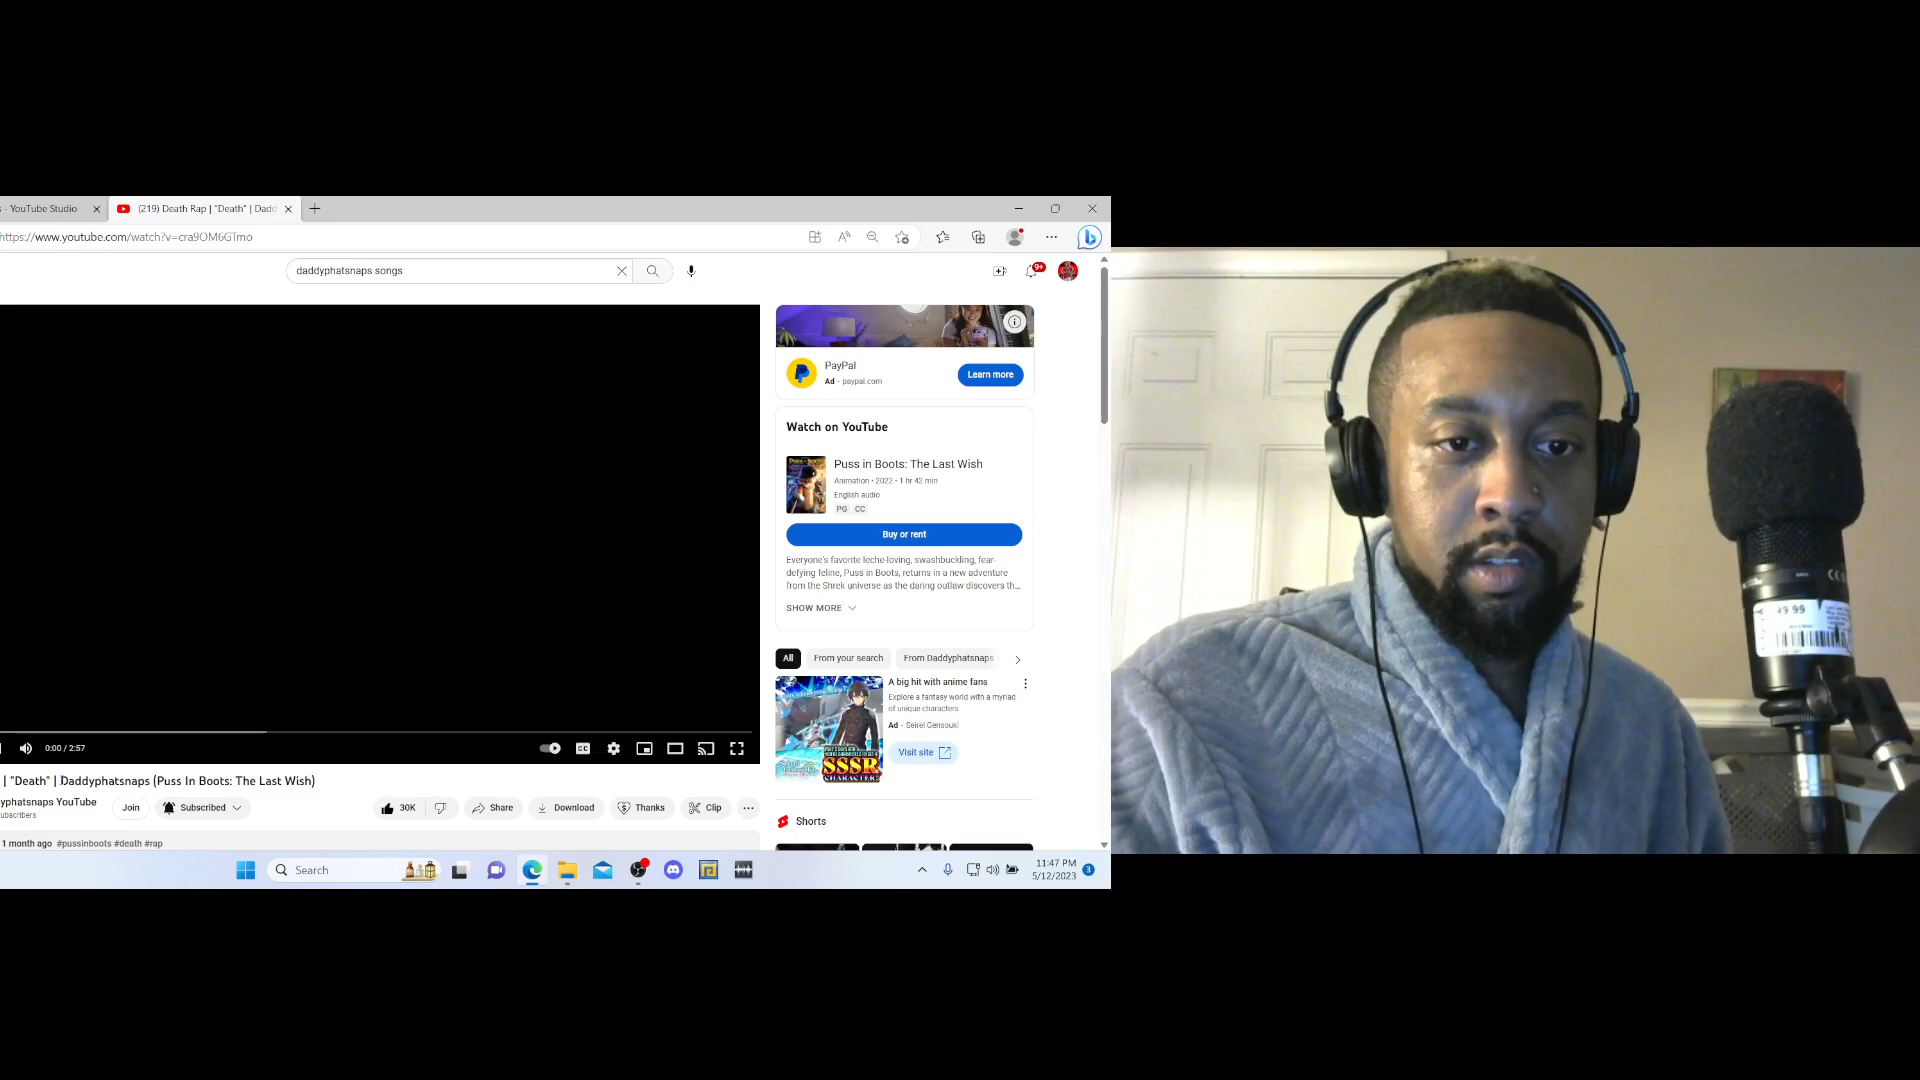 - YouTube Studio
(219) Death Rap | "Death" | Dadd
https://www.youtube.com/watch?v=cra9OM6GTmo
daddyphatsnaps songs
9+
PayPal
Ad · paypal.com
Learn more
Watch on YouTube
Puss in Boots: The Last Wish
Animation • 2022 • 1 hr 42 min
English audio
PG CC
Buy or rent
Everyone's favorite leche-loving, swashbuckling, fear-
defying feline, Puss in Boots, returns in a new adventure
from the Shrek universe as the daring outlaw discovers th...
SHOW MORE
All From your search From Daddyphatsnaps
A big hit with anime fans
Explore a fantasy world with a myriad
of unique characters
Ad · Seirei Gensouki
Visit site
SSSR
CHARACTER
Shorts
0:00 / 2:57
CC
| "Death" | Daddyphatsnaps (Puss In Boots: The Last Wish)
yphatsnaps YouTube
ubscribers
Join
Subscribed
30K
Share
Download
Thanks
Clip
1 month ago #pussinboots #death #rap
Search
11:47 PM
5/12/2023
3
49.99